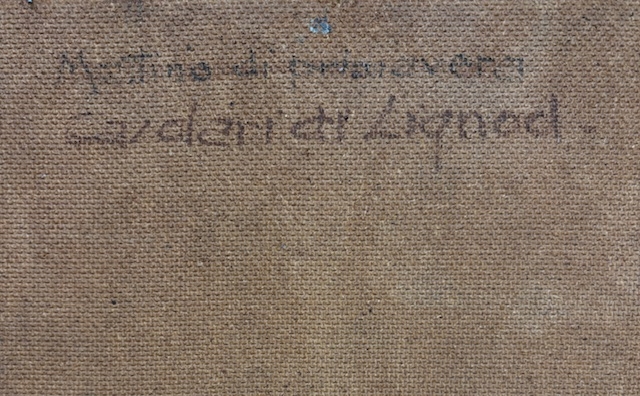 Mattino di primavera
di Lignod.